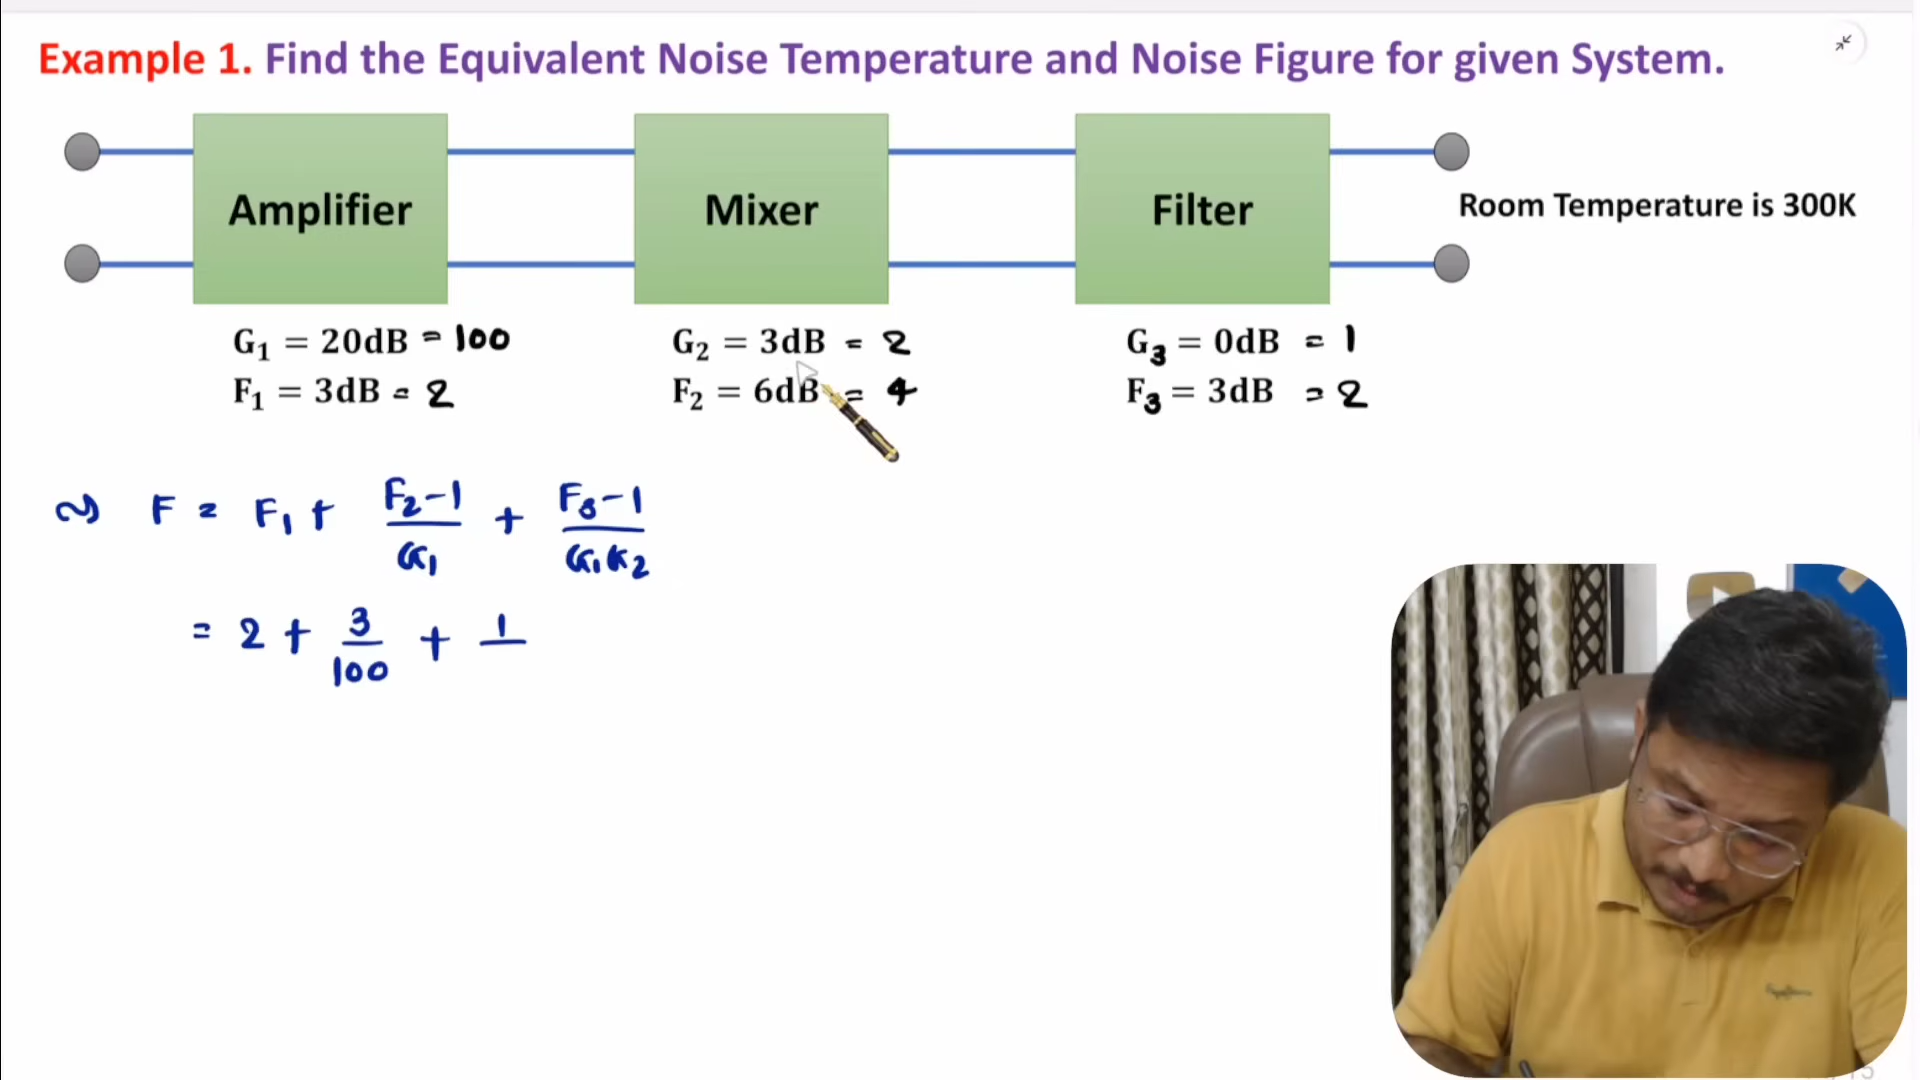 Example 1. Find the Equivalent Noise Temperature and Noise Figure for given System.
Amplifier
Mixer
Filter
Room Temperature is 300K
G₁ = 20dB = 100
G₂ = 3dB = 2
G₃ = 0dB = 1
F₁ = 3dB = 2
F₂ = 6dB = 4
F₃ = 3dB = 2
F = F₁ + (F₂-1)/G₁ + (F₃-1)/G₁G₂
= 2 + 3/100 + 1/